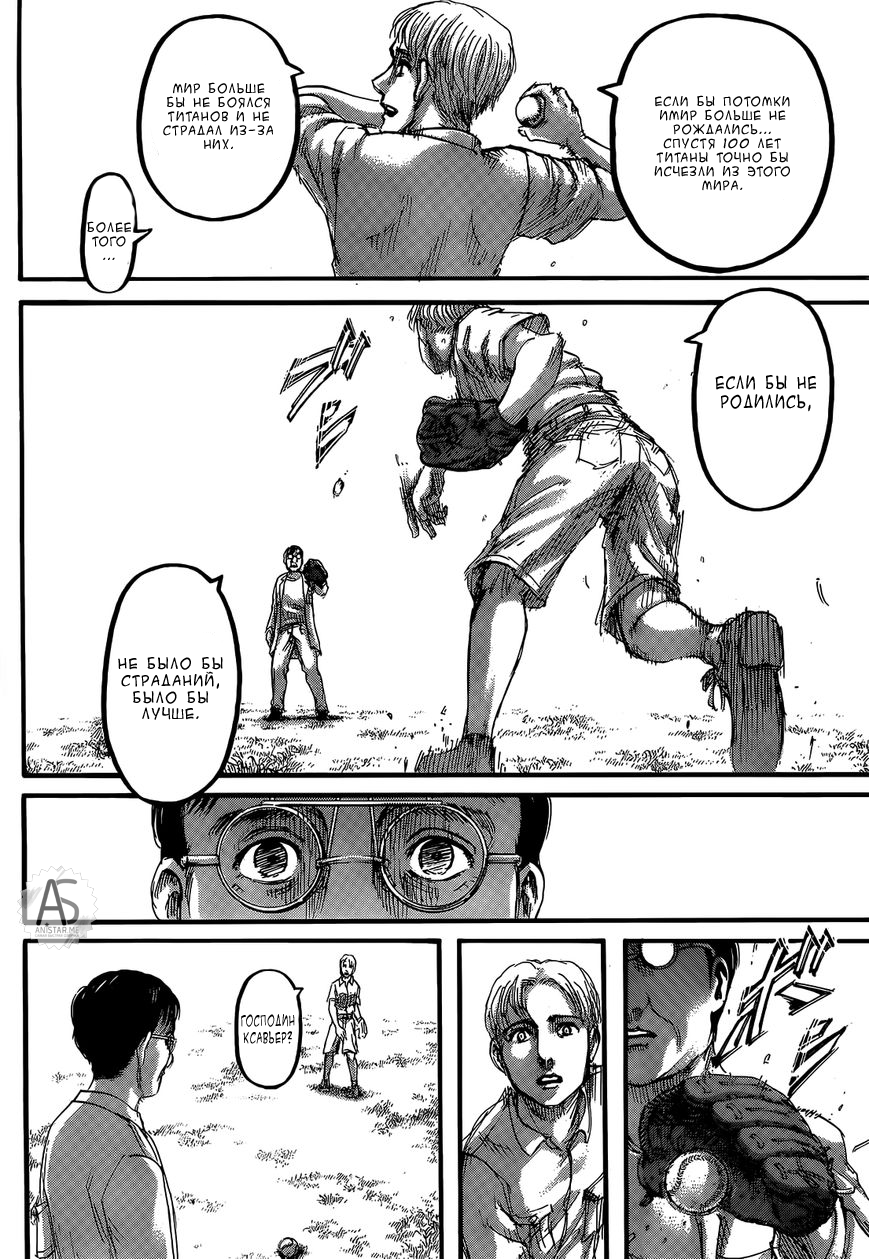 ЕСЛИ БЫ ПОТОМКИ
ИМИР БОЛЬШЕ НЕ
РОЖДАЛИСЬ...
СПУСТЯ 100 ЛЕТ
ТИТАНЫ ТОЧНО БЫ
ИСЧЕЗЛИ ИЗ ЭТОГО
МИРА.
МИР БОЛЬШЕ
БЫ НЕ БОЯЛСЯ
ТИТАНОВ И НЕ
СТРАДАЛ ИЗ-ЗА
НИХ.
БОЛЕЕ
ТОГО
...
ЕСЛИ БЫ НЕ
РОДИЛИСЬ,
НЕ БЫЛО БЫ
СТРАДАНИЙ,
БЫЛО БЫ
ЛУЧШЕ.
AS
ANISTAR.ME
ГОСПОДИН
КСАВЬЕР?